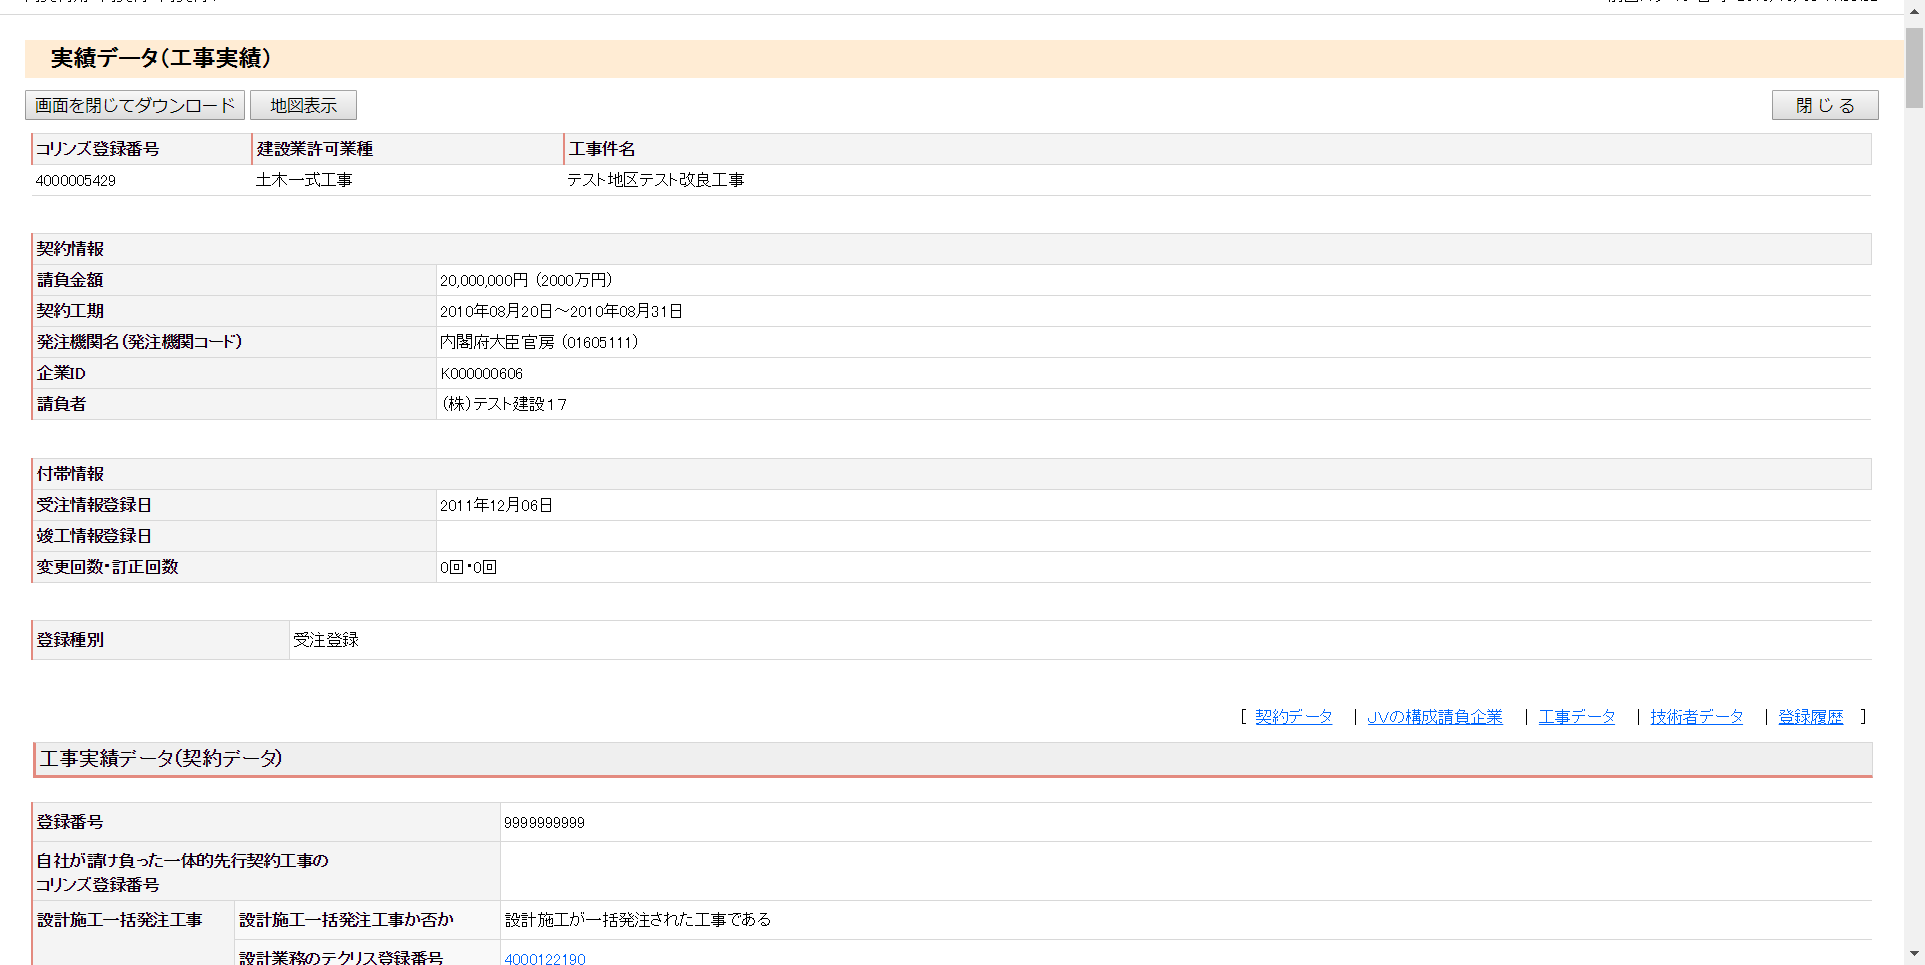 実績データ(工事実績)
画面を閉じてダウンロード 地図表示 閉じる
コリンズ登録番号 建設業許可業種 工事件名
4000005429 土木一式工事 テスト地区テスト改良工事
契約情報
請負金額 20,000,000円 (2000万円)
契約工期 2010年08月20日～2010年08月31日
発注機関名(発注機関コード) 内閣府大臣官房 (01605111)
企業ID K000000606
請負者 (株)テスト建設１７
付帯情報
受注情報登録日 2011年12月06日
竣工情報登録日
変更回数・訂正回数 0回・0回
登録種別 受注登録
[ 契約データ | JVの構成請負企業 | 工事データ | 技術者データ | 登録履歴 ]
工事実績データ(契約データ)
登録番号 9999999999
自社が請け負った一体的先行契約工事の
コリンズ登録番号
設計施工一括発注工事 設計施工一括発注工事か否か 設計施工が一括発注された工事である
設計業務のテクリス登録番号 4000122190